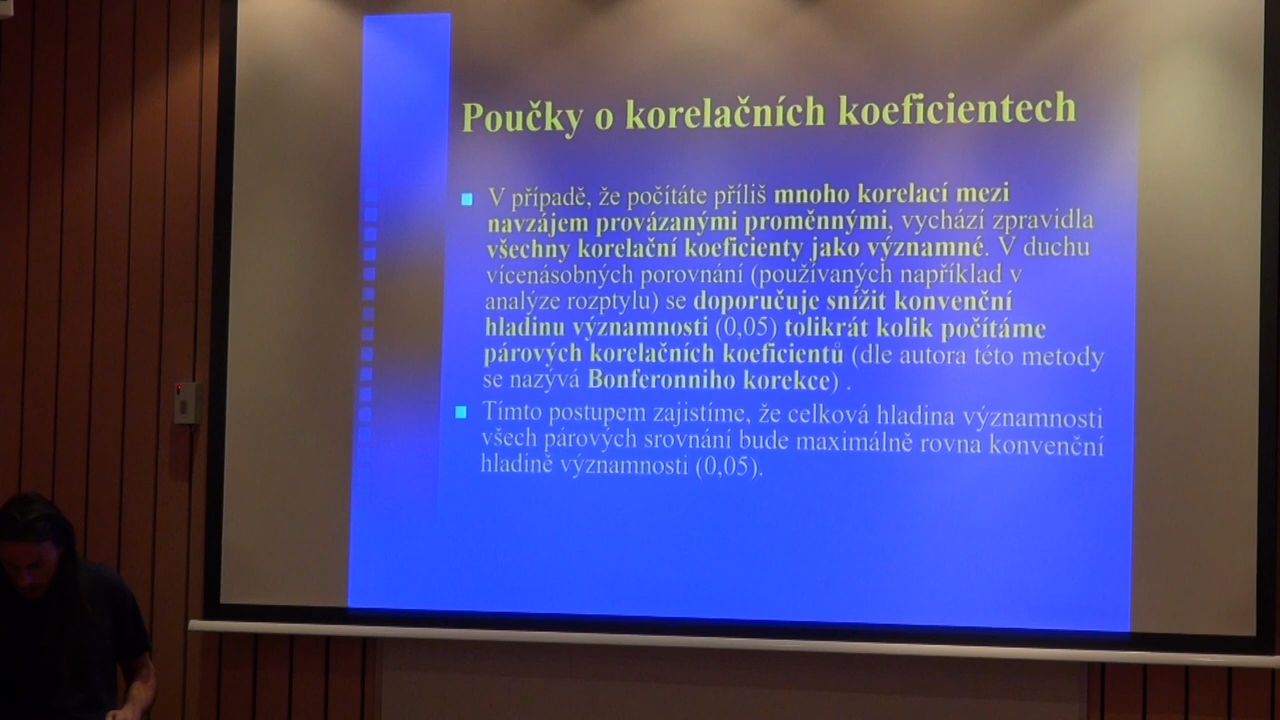 Poučky o korelačních koeficientech
V případě, že počítáte příliš mnoho korelací mezi
navzájem provázanými proměnnými, vychází zpravidla
všechny korelační koeficienty jako významné. V duchu
vícenásobných porovnání (používaných například v
analýze rozptylu) se doporučuje snížit konvenční
hladinu významnosti (0,05) tolikrát kolik počítáme
párových korelačních koeficientů (dle autora této metody
se nazývá Bonferonniho korekce) .
Tímto postupem zajistíme, že celková hladina významnosti
všech párových srovnání bude maximálně rovna konvenční
hladině významnosti (0,05).